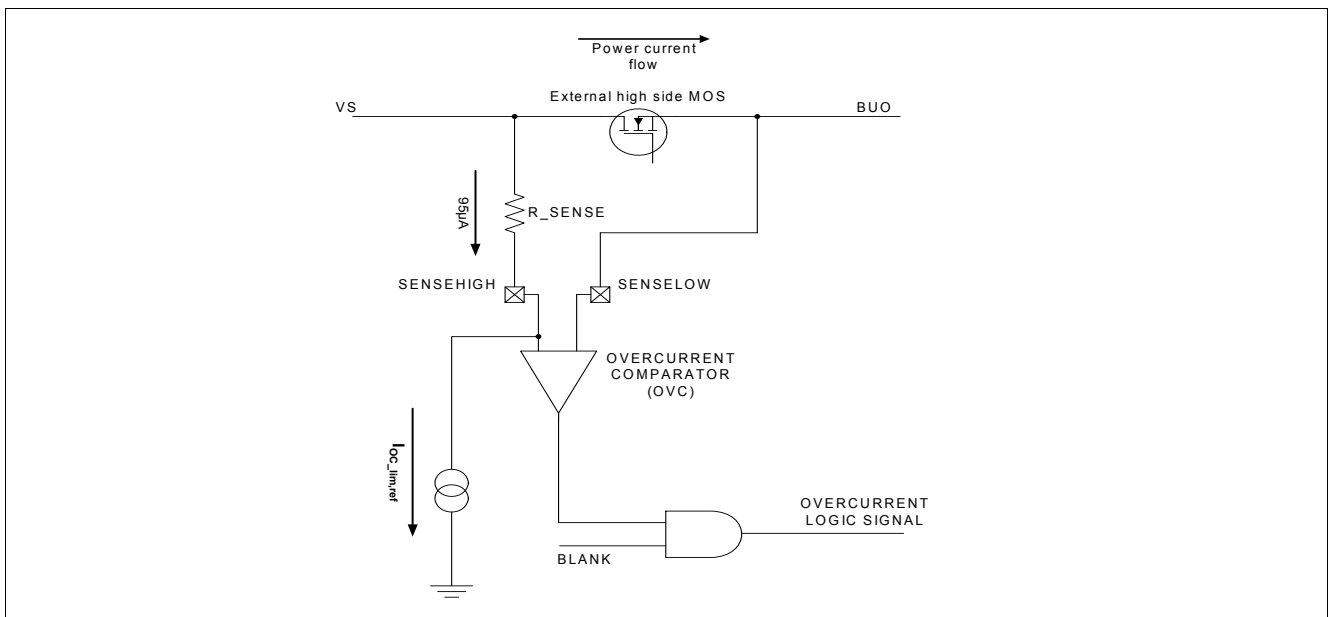 Power current
flow
External high side MOS
VS
BUO
95µA
R_SENSE
SENSEHIGH
SENSELOW
OVERCURRENT
COMPARATOR
(OVC)
IOC_lim,ref
OVERCURRENT
LOGIC SIGNAL
BLANK